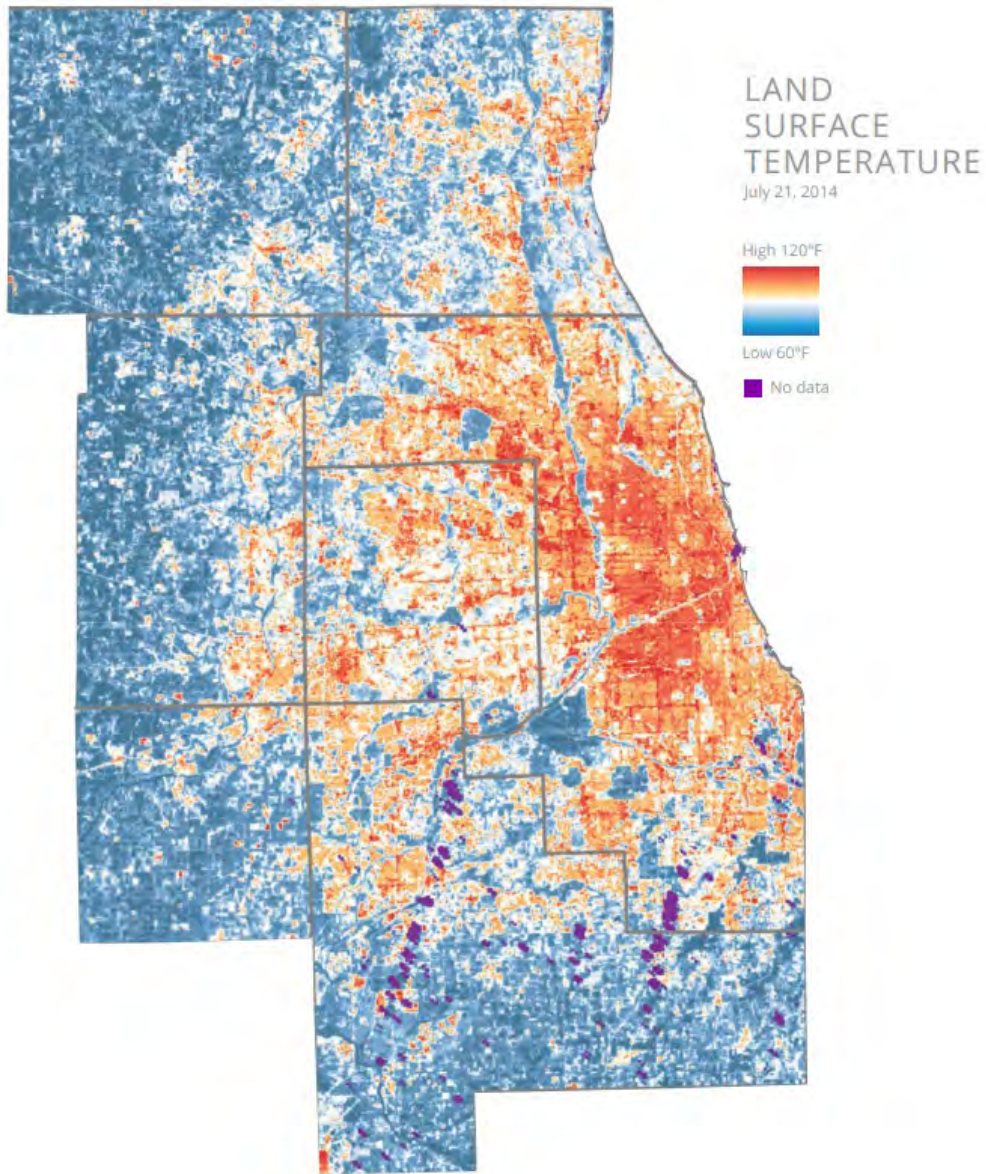 LAND
SURFACE
TEMPERATURE
July 21, 2014
High 120°F
Low 60°F
No data